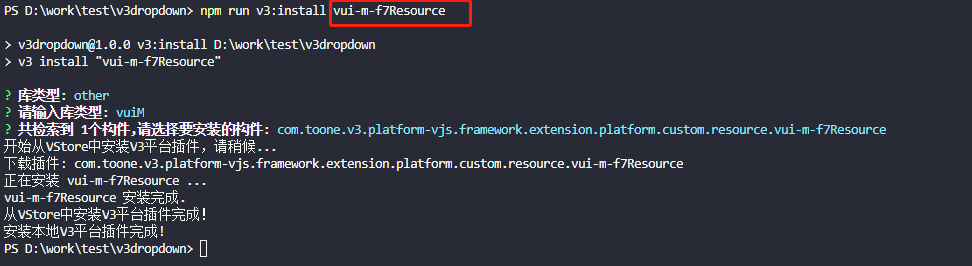 PS D:\work\test\v3dropdown> npm run v3:install vui-m-f7Resource
> v3dropdown@1.0.0 v3:install D:\work\test\v3dropdown
> v3 install "vui-m-f7Resource"
? 库类型: other
? 请输入库类型: vuiM
? 共检索到 1个构件,请选择要安装的构件: com.toone.v3.platform-vjs.framework.extension.platform.custom.resource.vui-m-f7Resource
开始从VStore中安装V3平台插件, 请稍候...
下载插件: com.toone.v3.platform-vjs.framework.extension.platform.custom.resource.vui-m-f7Resource
正在安装 vui-m-f7Resource ...
vui-m-f7Resource 安装完成.
从VStore中安装V3平台插件完成!
安装本地V3平台插件完成!
PS D:\work\test\v3dropdown>